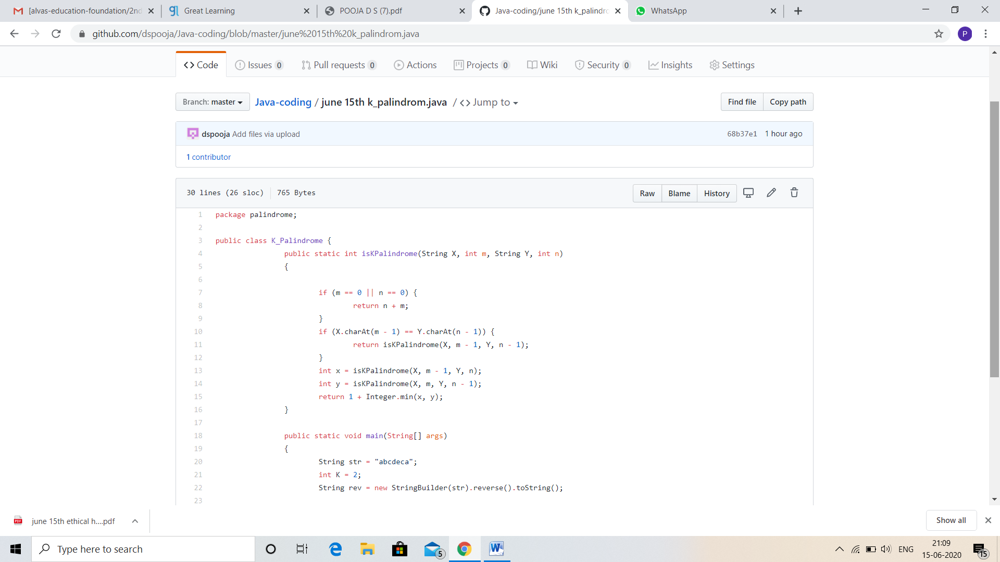 [alvas-education-foundation/2nd
Great Learning
POOJA D S (7).pdf
Java-coding/june 15th k_palindro
WhatsApp
github.com/dspooja/Java-coding/blob/master/june%2015th%20k_palindrom.java
P
Code
Issues 0
Pull requests 0
Actions
Projects 0
Wiki
Security 0
Insights
Settings
Branch: master
Java-coding / june 15th k_palindrom.java / <> Jump to
Find file
Copy path
dspooja Add files via upload
68b37e1 1 hour ago
1 contributor
30 lines (26 sloc) 765 Bytes
Raw
Blame
History
1 package palindrome;
2
3 public class K_Palindrome {
4 public static int isKPalindrome(String X, int m, String Y, int n)
5 {
6
7 if (m == 0 || n == 0) {
8 return n + m;
9 }
10 if (X.charAt(m - 1) == Y.charAt(n - 1)) {
11 return isKPalindrome(X, m - 1, Y, n - 1);
12 }
13 int x = isKPalindrome(X, m - 1, Y, n);
14 int y = isKPalindrome(X, m, Y, n - 1);
15 return 1 + Integer.min(x, y);
16 }
17
18 public static void main(String[] args)
19 {
20 String str = "abcdeca";
21 int K = 2;
22 String rev = new StringBuilder(str).reverse().toString();
23
PDF
june 15th ethical h....pdf
Show all
Type here to search
5
ENG
21:09
15-06-2020
15